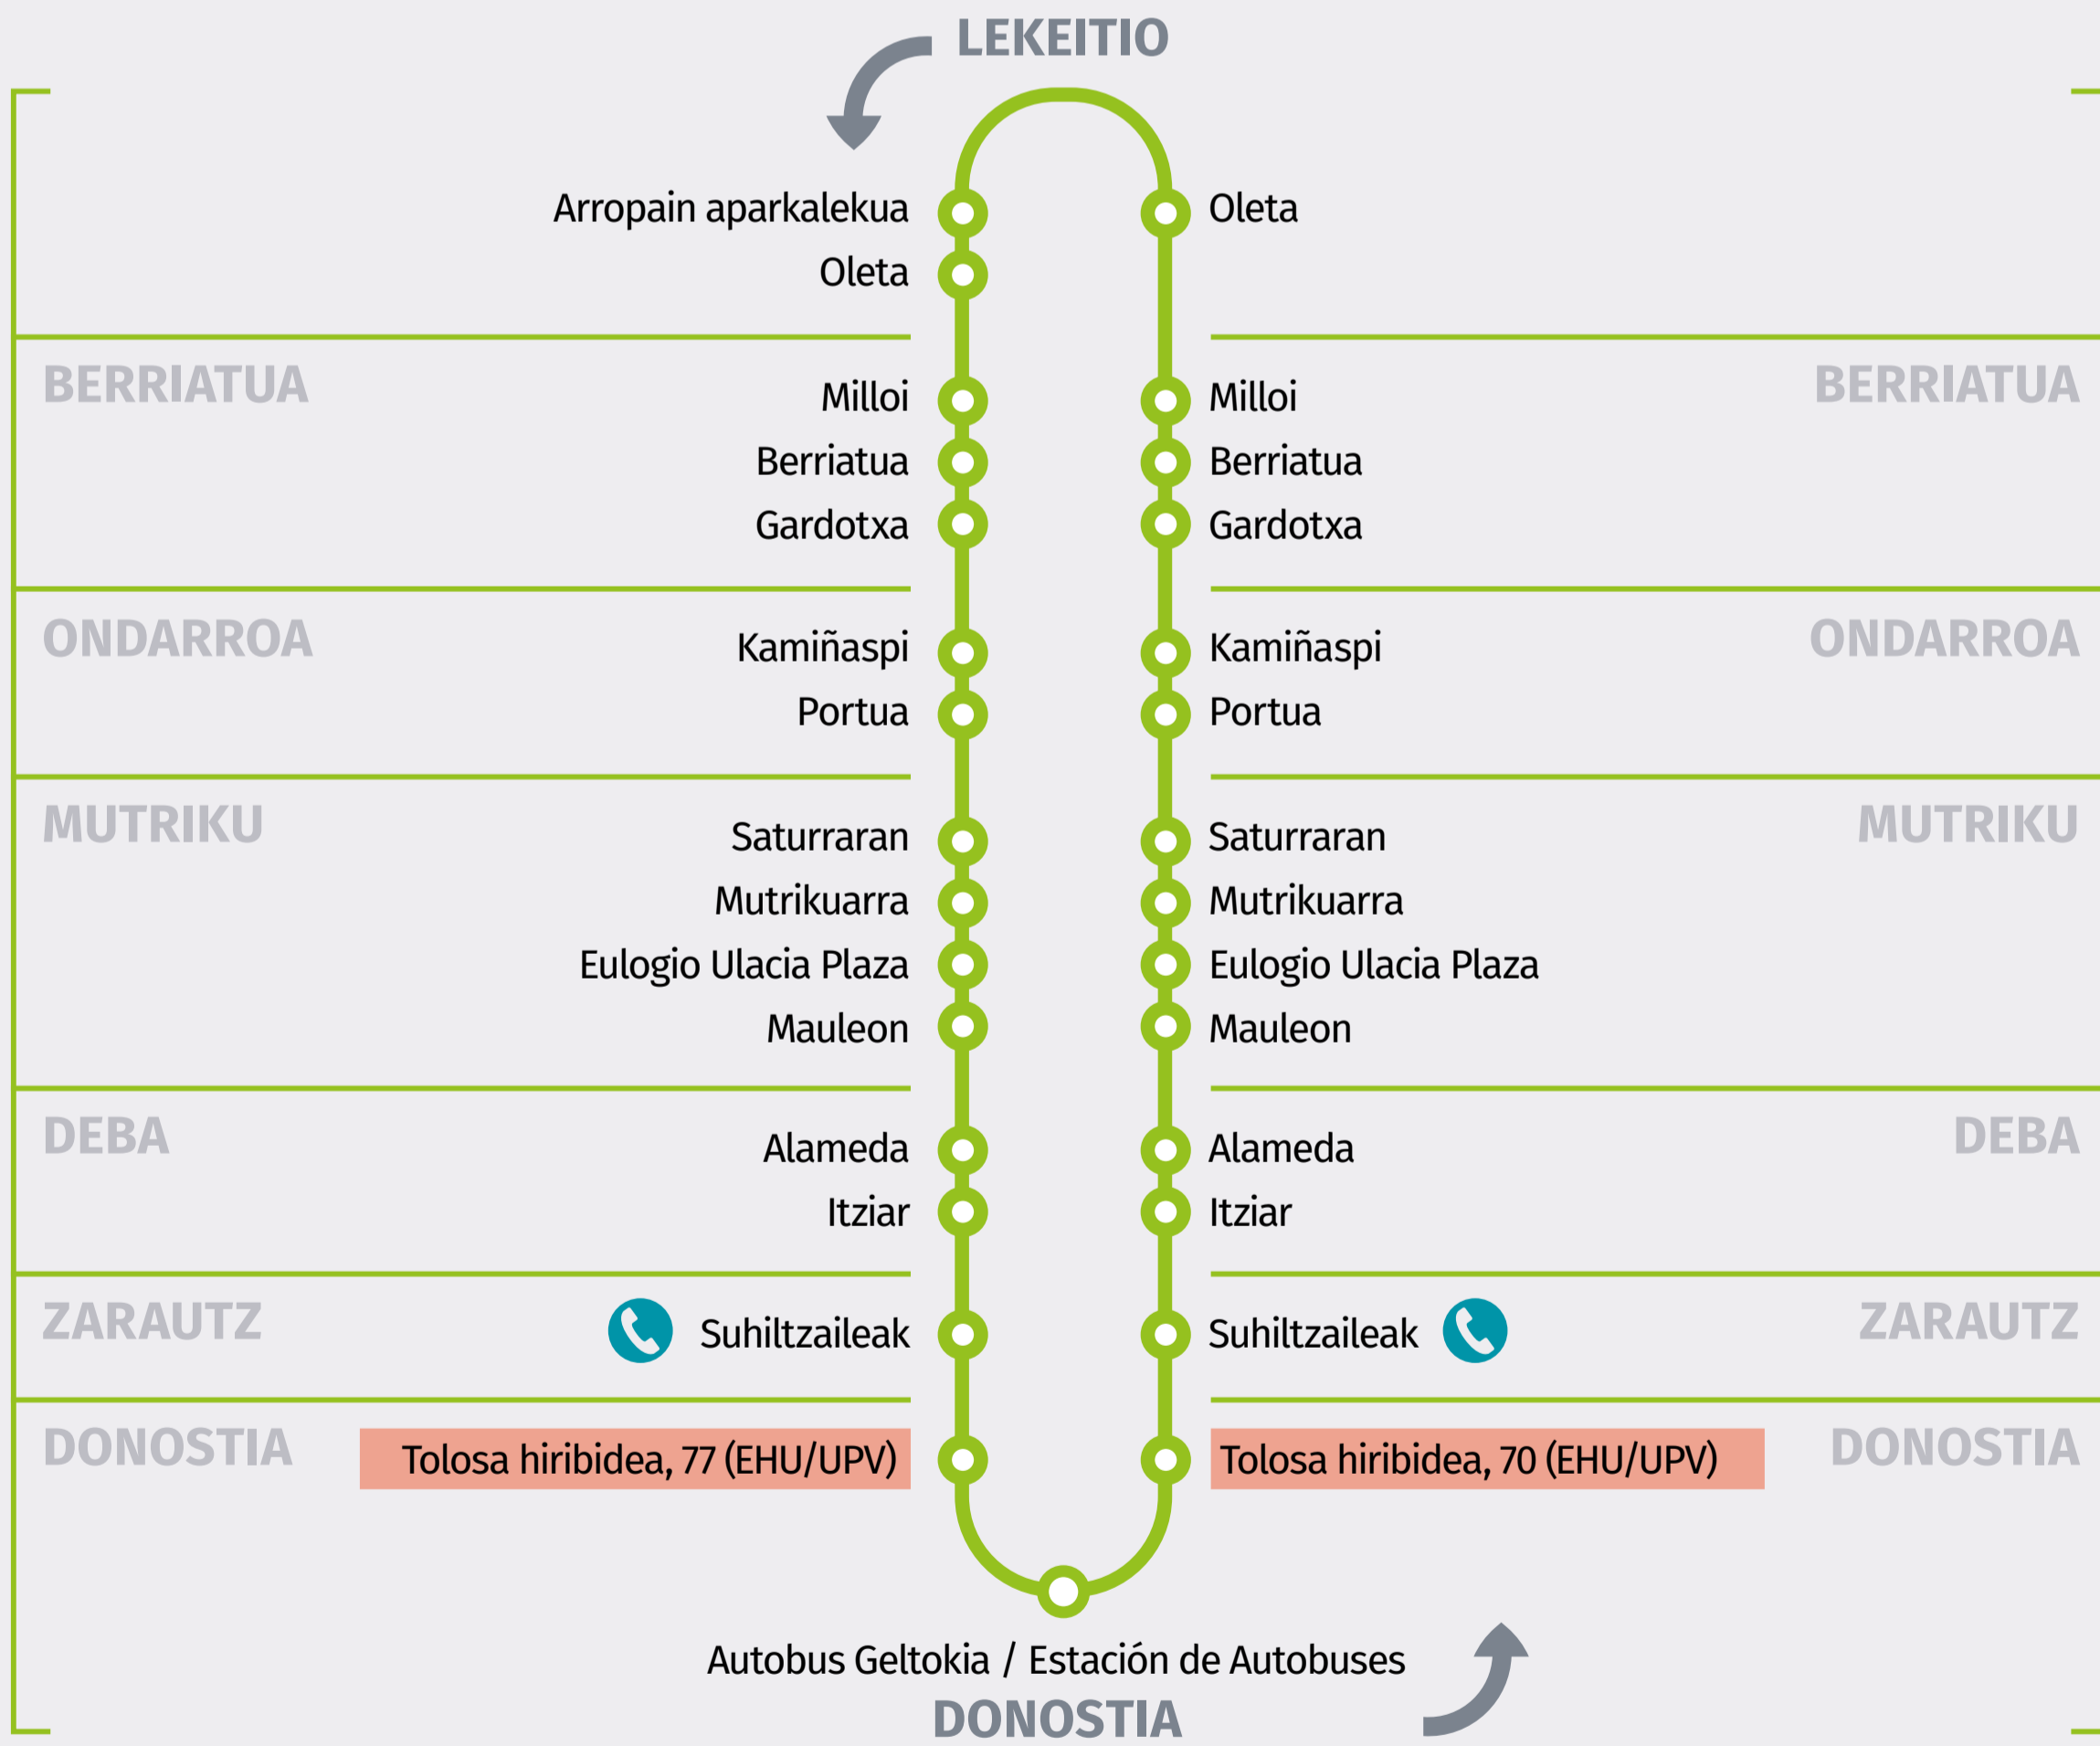 LEKEITIO
Arropain aparkalekua
Oleta
Oleta
BERRIATUA
Milloi
Milloi
BERRIATUA
Berriatua
Berriatua
Gardotxa
Gardotxa
ONDARROA
Kamiñaspi
Kamiñaspi
ONDARROA
Portua
Portua
MUTRIKU
Saturraran
Saturraran
MUTRIKU
Mutrikuarra
Mutrikuarra
Eulogio Ulacia Plaza
Eulogio Ulacia Plaza
Mauleon
Mauleon
DEBA
Alameda
Alameda
DEBA
Itziar
Itziar
ZARAUTZ
Suhiltzaileak
Suhiltzaileak
ZARAUTZ
DONOSTIA
Tolosa hiribidea, 77 (EHU/UPV)
Tolosa hiribidea, 70 (EHU/UPV)
DONOSTIA
Autobus Geltokia / Estación de Autobuses
DONOSTIA